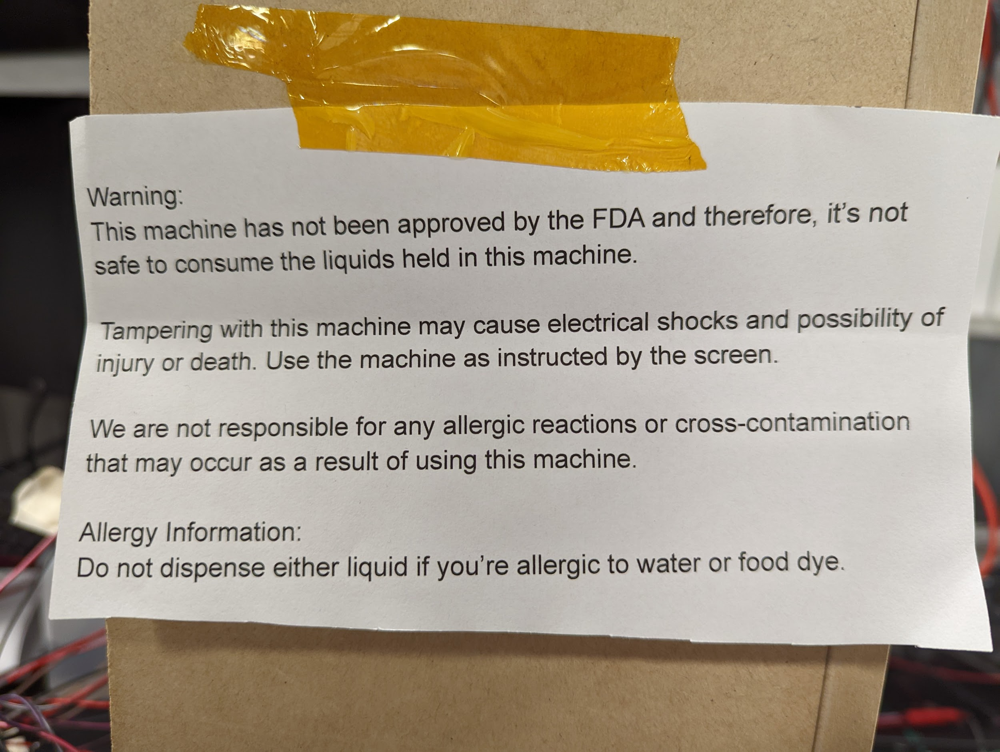 Warning:
This machine has not been approved by the FDA and therefore, it's not
safe to consume the liquids held in this machine.
Tampering with this machine may cause electrical shocks and possibility of
injury or death. Use the machine as instructed by the screen.
We are not responsible for any allergic reactions or cross-contamination
that may occur as a result of using this machine.
Allergy Information:
Do not dispense either liquid if you're allergic to water or food dye.